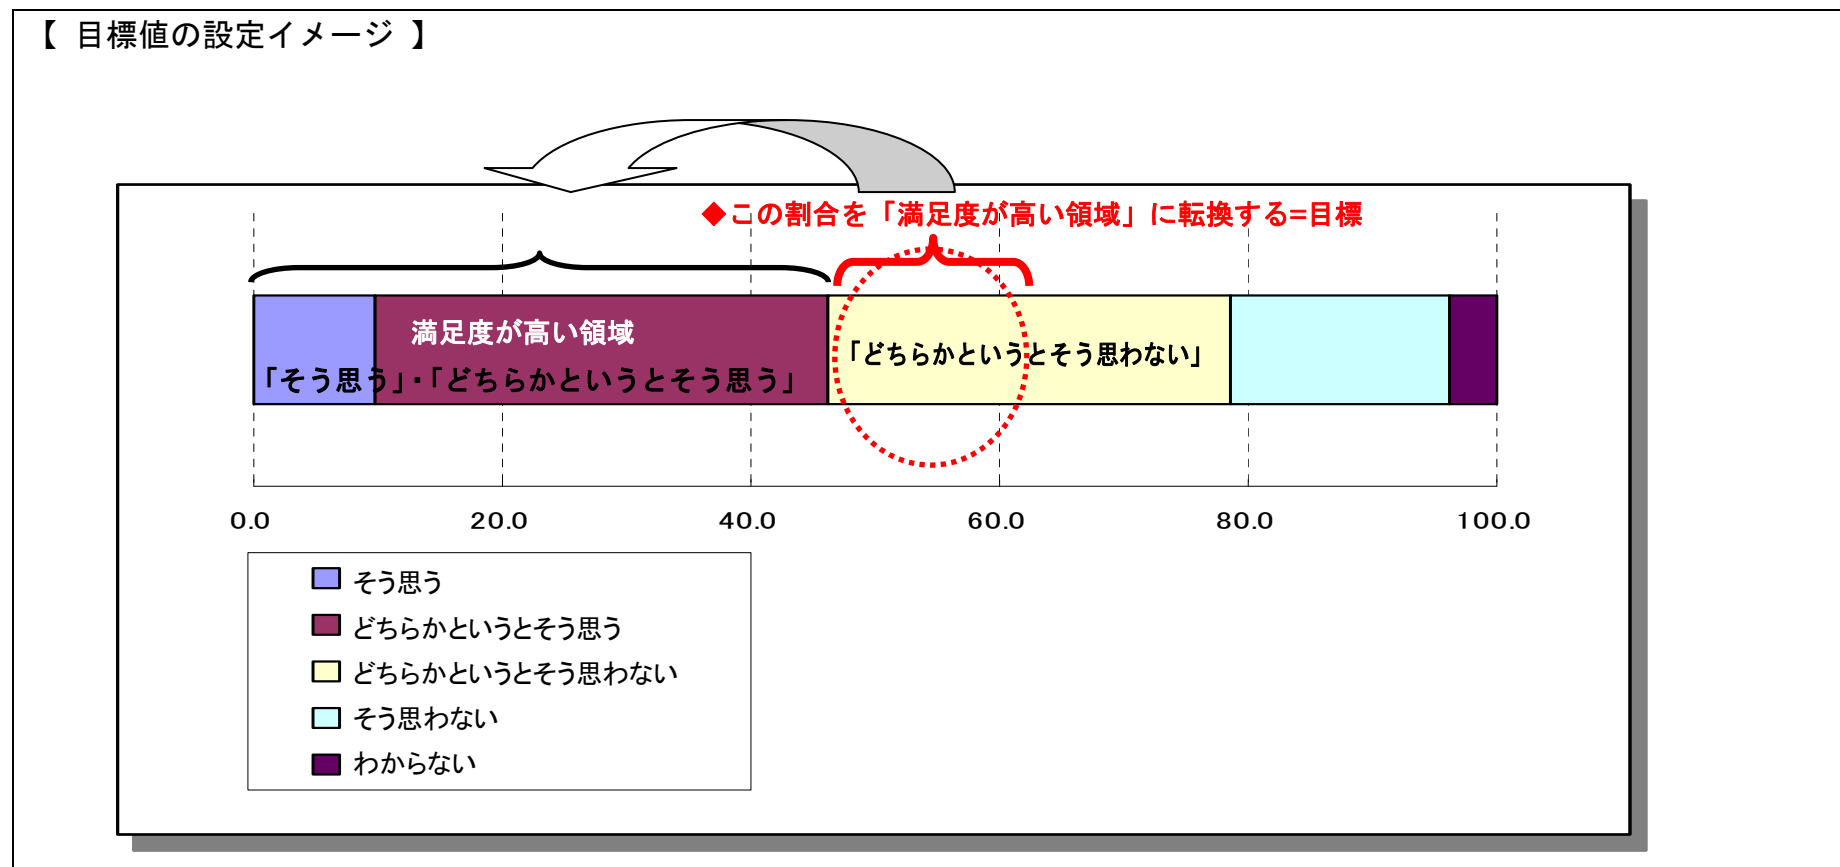 【 目標値の設定イメージ 】
◆この割合を「満足度が高い領域」に転換する=目標
満足度が高い領域
「そう思う」・「どちらかというとそう思う」
「どちらかというとそう思わない」
0.0 20.0 40.0 60.0 80.0 100.0
そう思う
どちらかというとそう思う
どちらかというとそう思わない
そう思わない
わからない